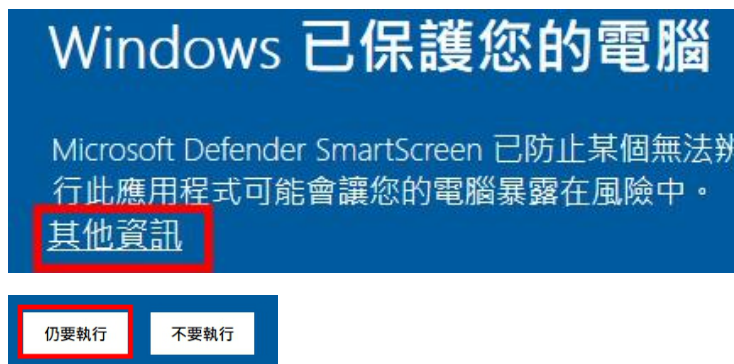 Windows 已保護您的電腦
Microsoft Defender SmartScreen 已防止某個無法辨
行此應用程式可能會讓您的電腦暴露在風險中。
其他資訊
仍要執行 不要執行